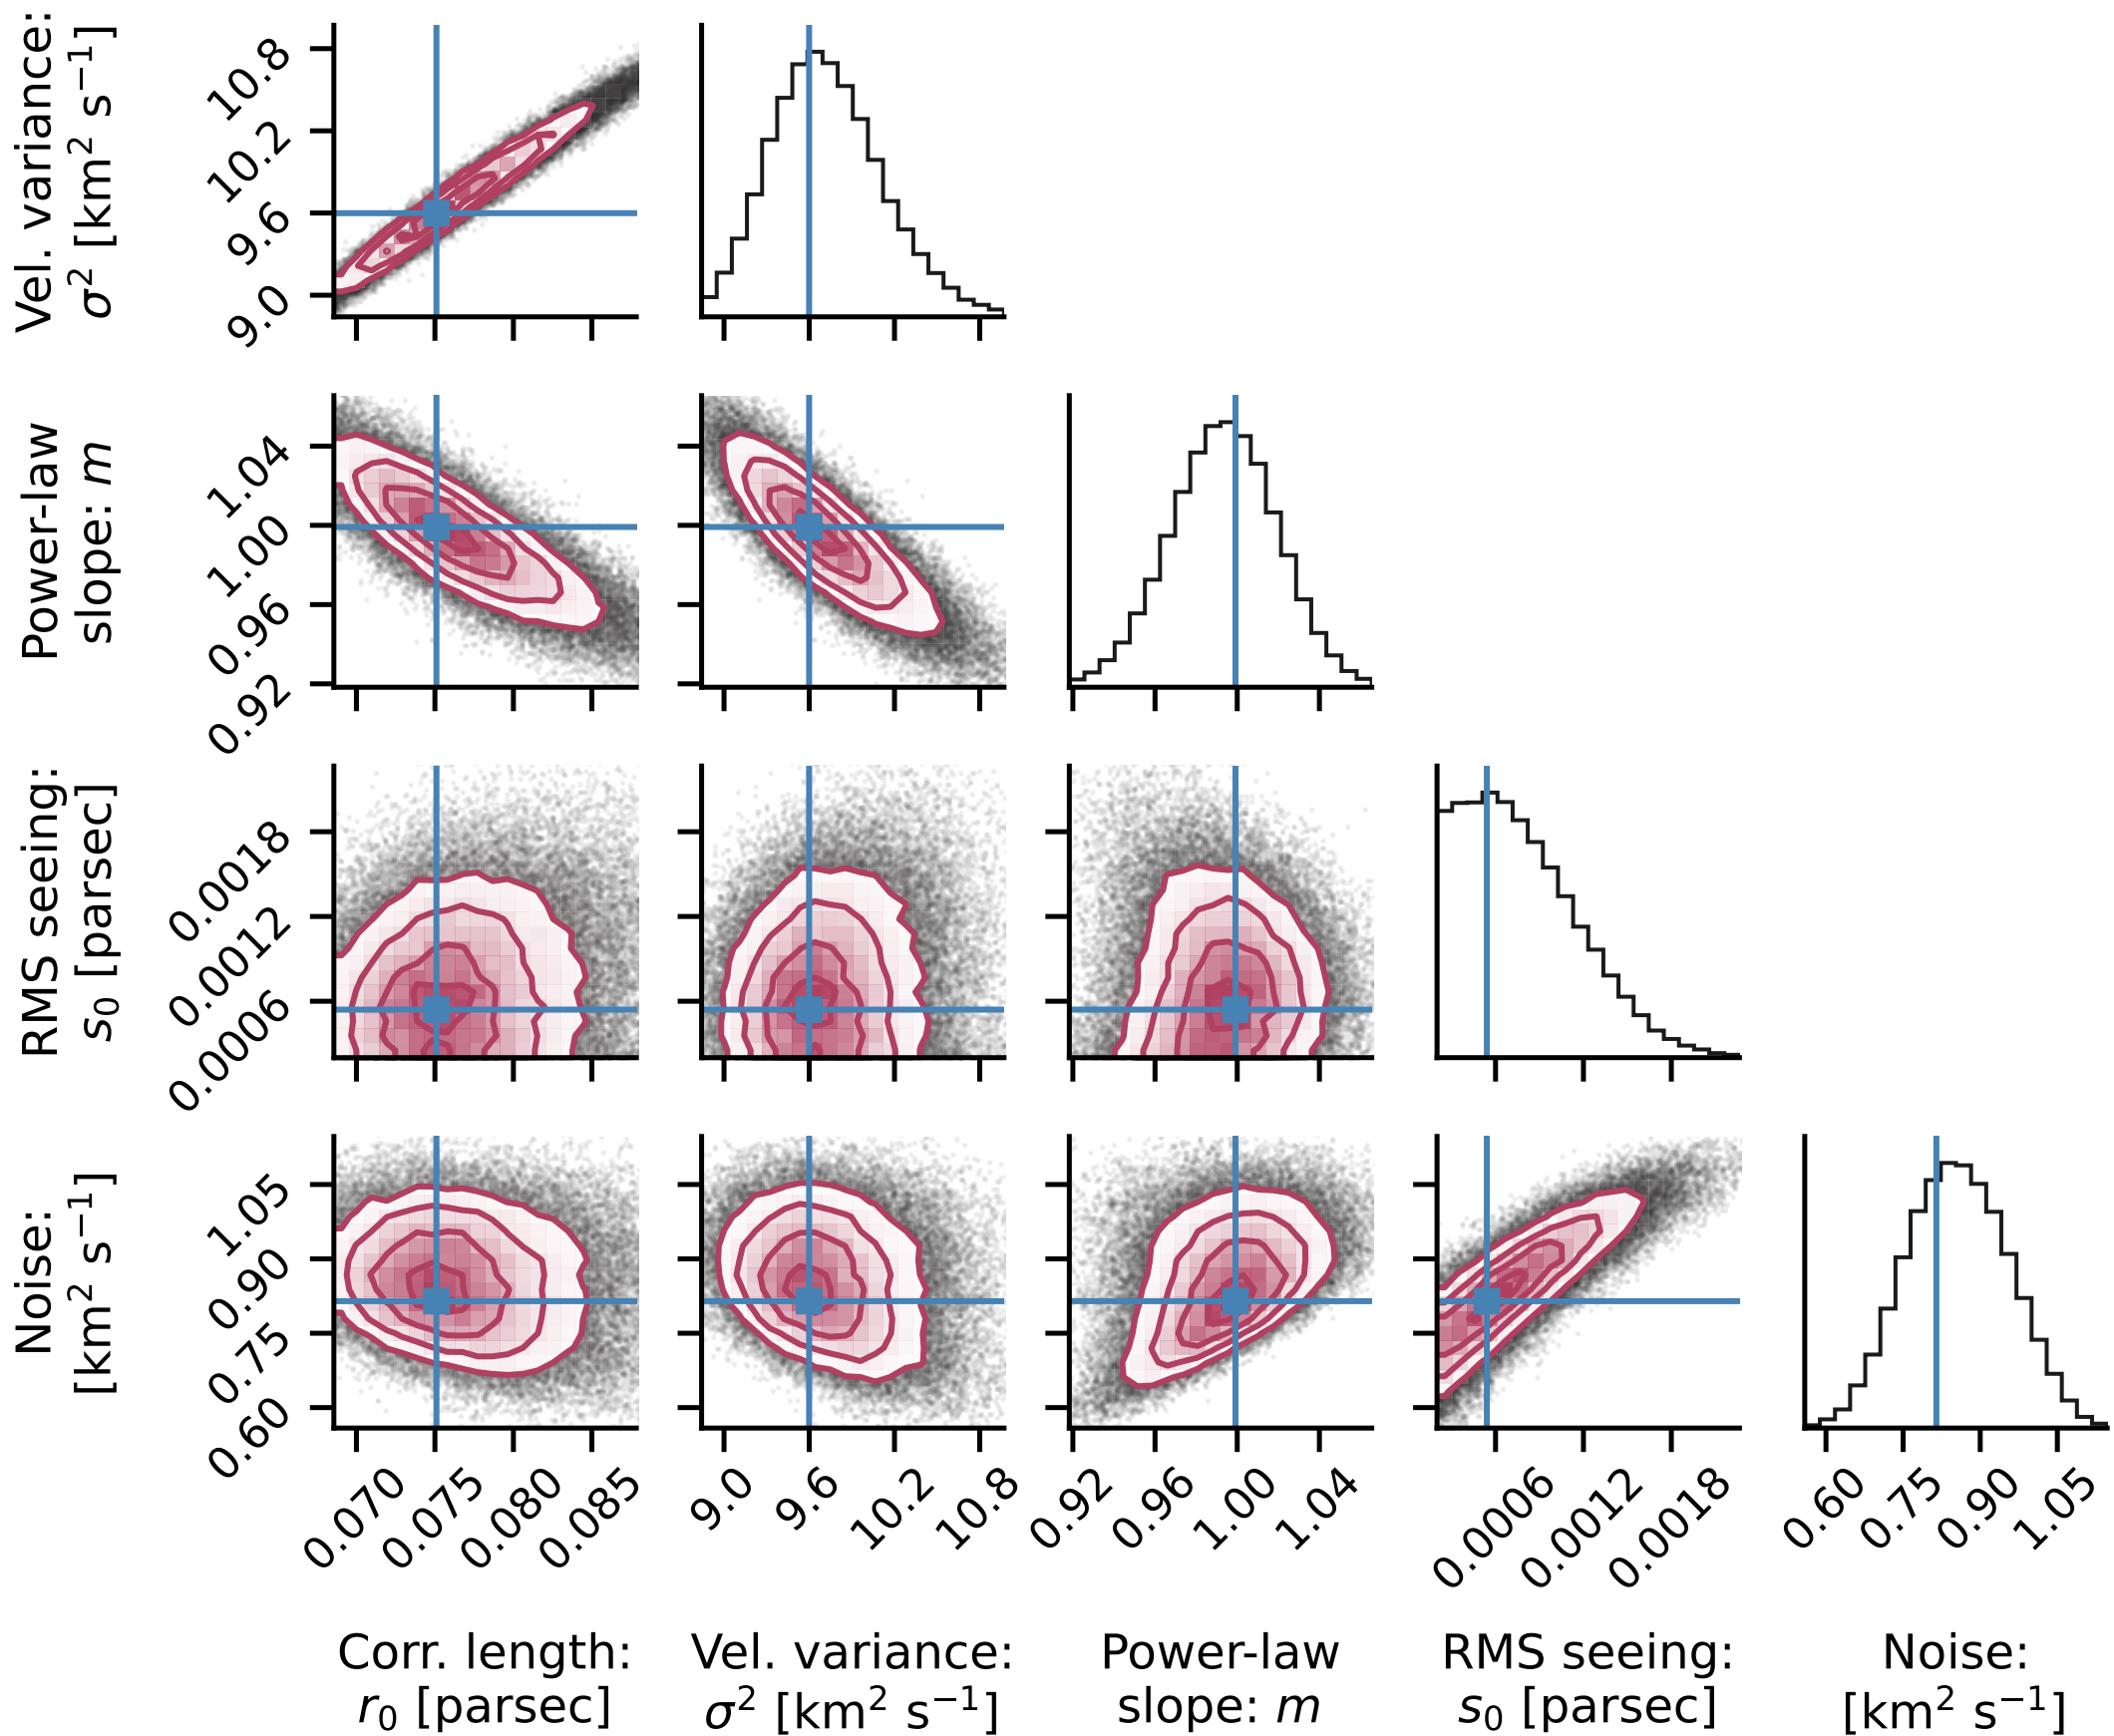 Vel. variance:
σ² [km² s⁻¹]
10.8
10.2
9.6
9.0
Power-law
slope: m
1.04
1.00
0.96
0.92
RMS seeing:
s₀ [parsec]
0.0018
0.0012
0.0006
Noise:
[km² s⁻¹]
1.05
0.90
0.75
0.60
0.070 0.075 0.080 0.085
9.0 9.6 10.2 10.8
0.92 0.96 1.00 1.04
0.0006 0.0012 0.0018
0.60 0.75 0.90 1.05
Corr. length:
r₀ [parsec]
Vel. variance:
σ² [km² s⁻¹]
Power-law
slope: m
RMS seeing:
s₀ [parsec]
Noise:
[km² s⁻¹]